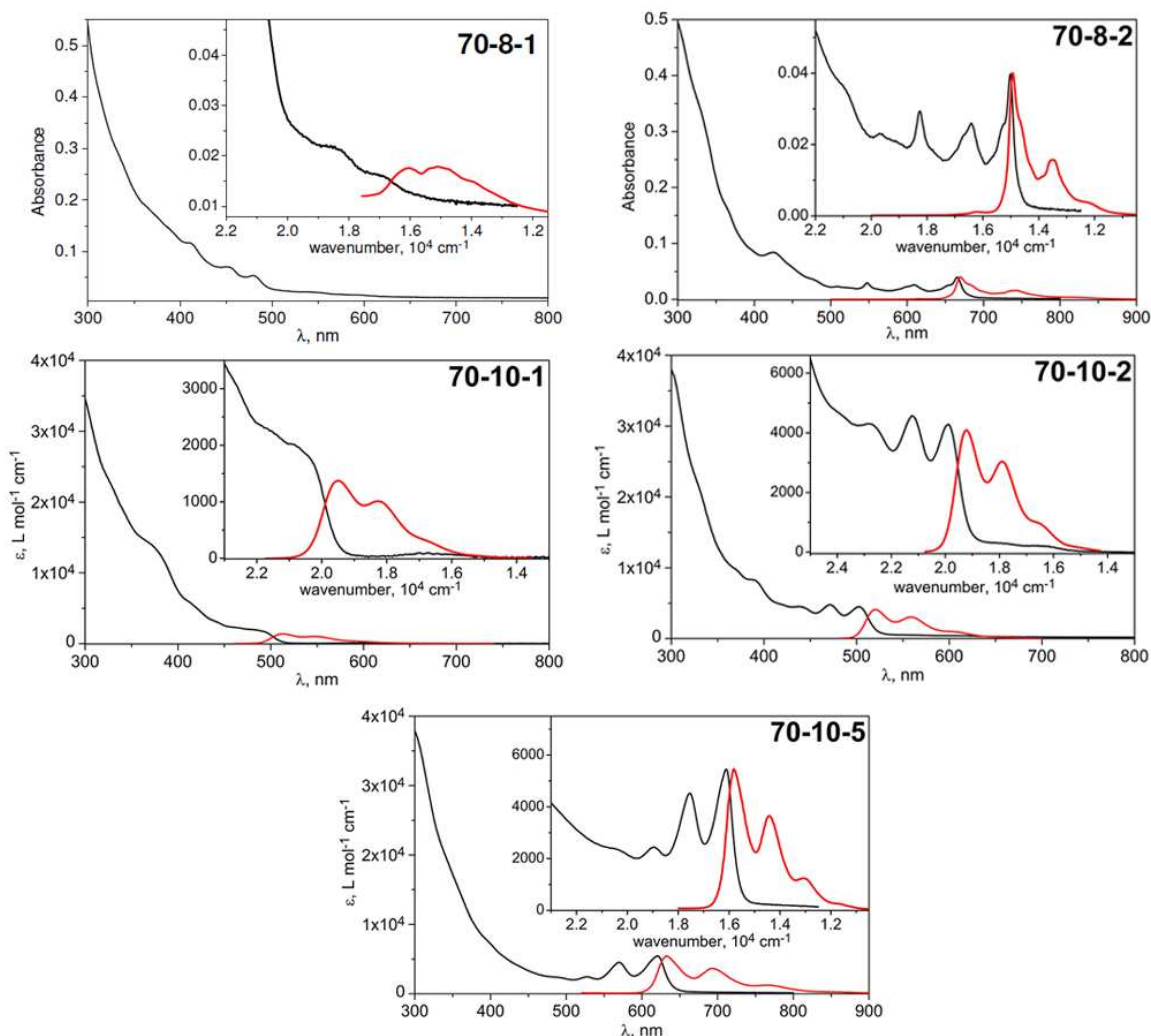 70-8-1
0.5
0.4
0.3
0.2
0.1
Absorbance
0.04
0.03
0.02
0.01
2.2 2.0 1.8 1.6 1.4 1.2
wavenumber, 10⁴ cm⁻¹
300 400 500 600 700 800
λ, nm
70-8-2
0.5
0.4
0.3
0.2
0.1
0.0
Absorbance
0.04
0.02
0.00
2.2 2.0 1.8 1.6 1.4 1.2
wavenumber, 10⁴ cm⁻¹
300 400 500 600 700 800 900
λ, nm
70-10-1
4x10⁴
3x10⁴
2x10⁴
1x10⁴
0
ε, L mol⁻¹ cm⁻¹
3000
2000
1000
0
2.2 2.0 1.8 1.6 1.4
wavenumber, 10⁴ cm⁻¹
300 400 500 600 700 800
λ, nm
70-10-2
4x10⁴
3x10⁴
2x10⁴
1x10⁴
0
ε, L mol⁻¹ cm⁻¹
6000
4000
2000
0
2.4 2.2 2.0 1.8 1.6 1.4
wavenumber, 10⁴ cm⁻¹
300 400 500 600 700 800
λ, nm
70-10-5
4x10⁴
3x10⁴
2x10⁴
1x10⁴
0
ε, L mol⁻¹ cm⁻¹
6000
4000
2000
0
2.2 2.0 1.8 1.6 1.4 1.2
wavenumber, 10⁴ cm⁻¹
300 400 500 600 700 800 900
λ, nm